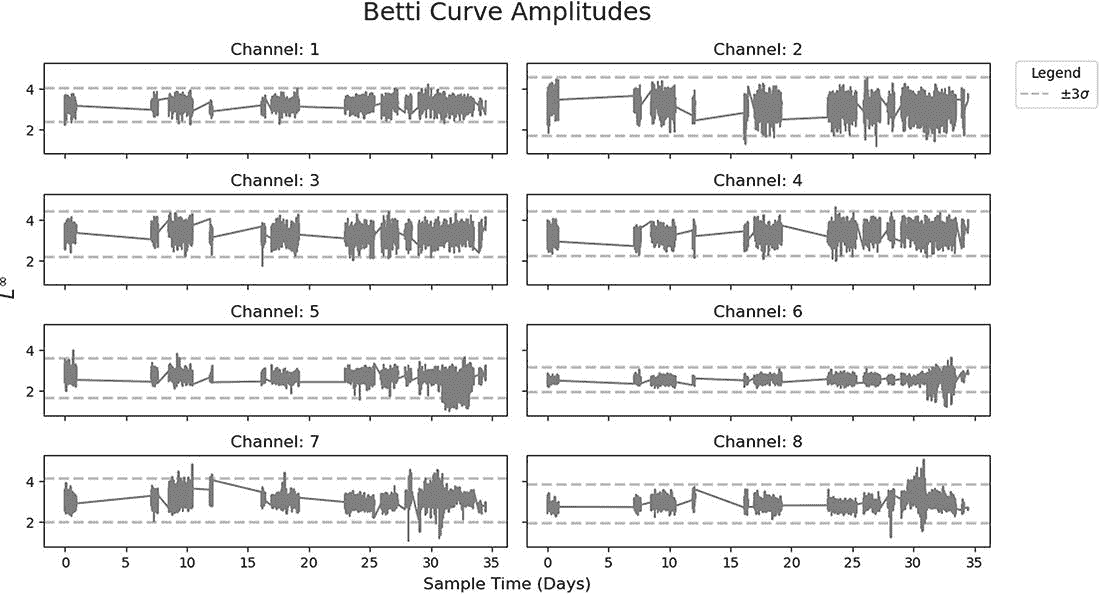 Betti Curve Amplitudes
Channel: 1
4
2
Channel: 2
Legend
±3σ
Channel: 3
4
2
Channel: 4
L∞
Channel: 5
4
2
Channel: 6
Channel: 7
4
2
0 5 10 15 20 25 30 35
Channel: 8
0 5 10 15 20 25 30 35
Sample Time (Days)